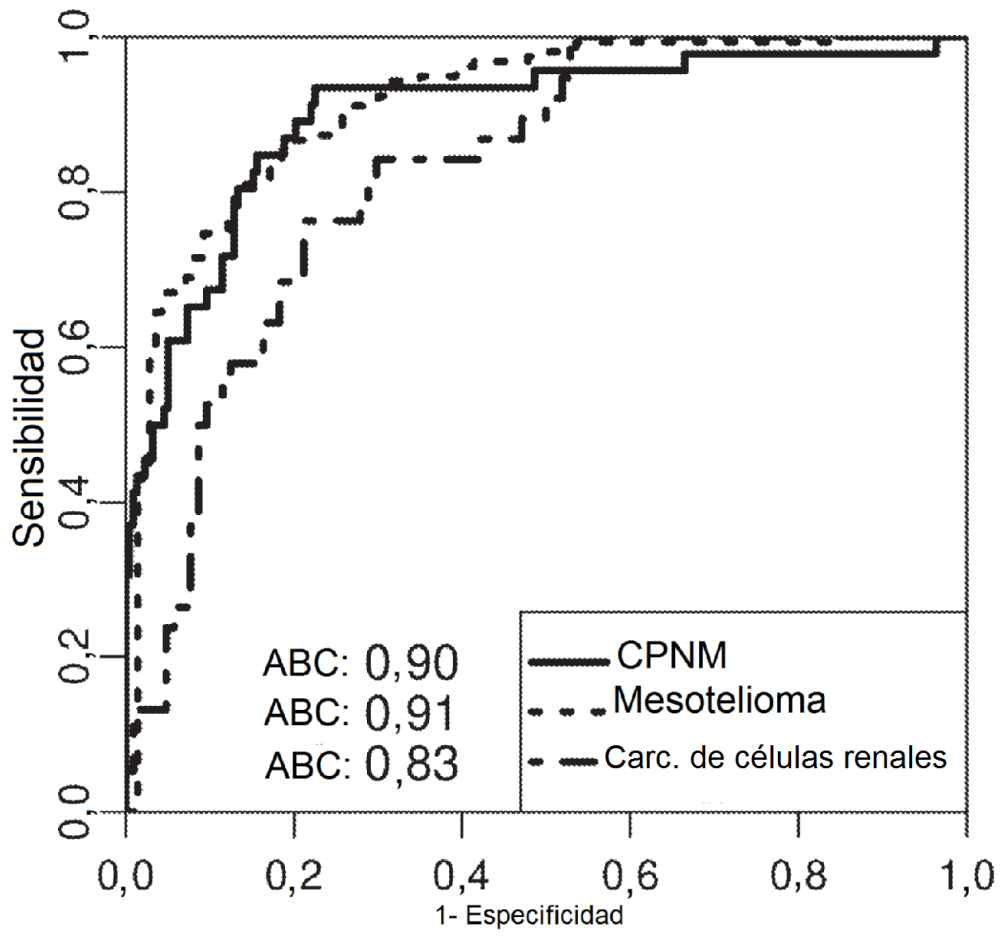 Sensibilidad
1,0
0,8
0,6
0,4
0,2
0,0
ABC: 0,90
ABC: 0,91
ABC: 0,83
CPNM
Mesotelioma
Carc. de células renales
0,0 0,2 0,4 0,6 0,8 1,0
1- Especificidad